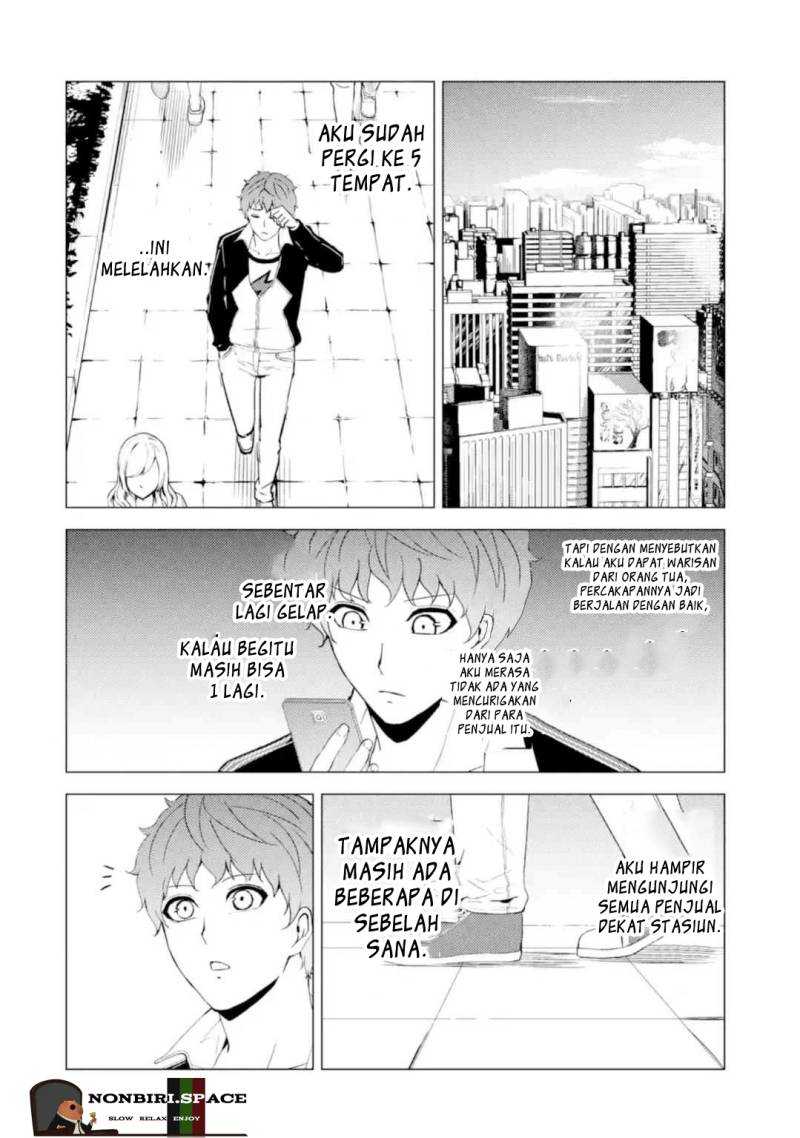 AKU SUDAH
PERGI KE 5
TEMPAT.
..INI
MELELAHKAN.
TAPI DENGAN MENYEBUTKAN
KALAU AKU DAPAT WARISAN
DARI ORANG TUA,
PERCAKAPANNYA JADI
BERJALAN DENGAN BAIK,
HANYA SAJA
AKU MERASA
TIDAK ADA YANG
MENCURIGAKAN
DARI PARA
PENJUAL ITU.
SEBENTAR
LAGI GELAP.
KALAU BEGITU
MASIH BISA
1 LAGI.
AKU HAMPIR
MENGUNJUNGI
SEMUA PENJUAL
DEKAT STASIUN.
TAMPAKNYA
MASIH ADA
BEBERAPA DI
SEBELAH
SANA.
NONBIRI.SPACE
SLOW RELAX ENJOY